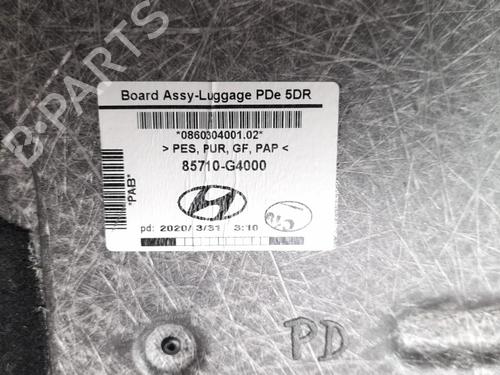 B-PARTS
Board Assy-Luggage PDe 5DR
*0860304001.02*
> PES, PUR, GF, PAP <
85710-G4000
*PAB*
pd: 2020/ 3/31 3:10
PD